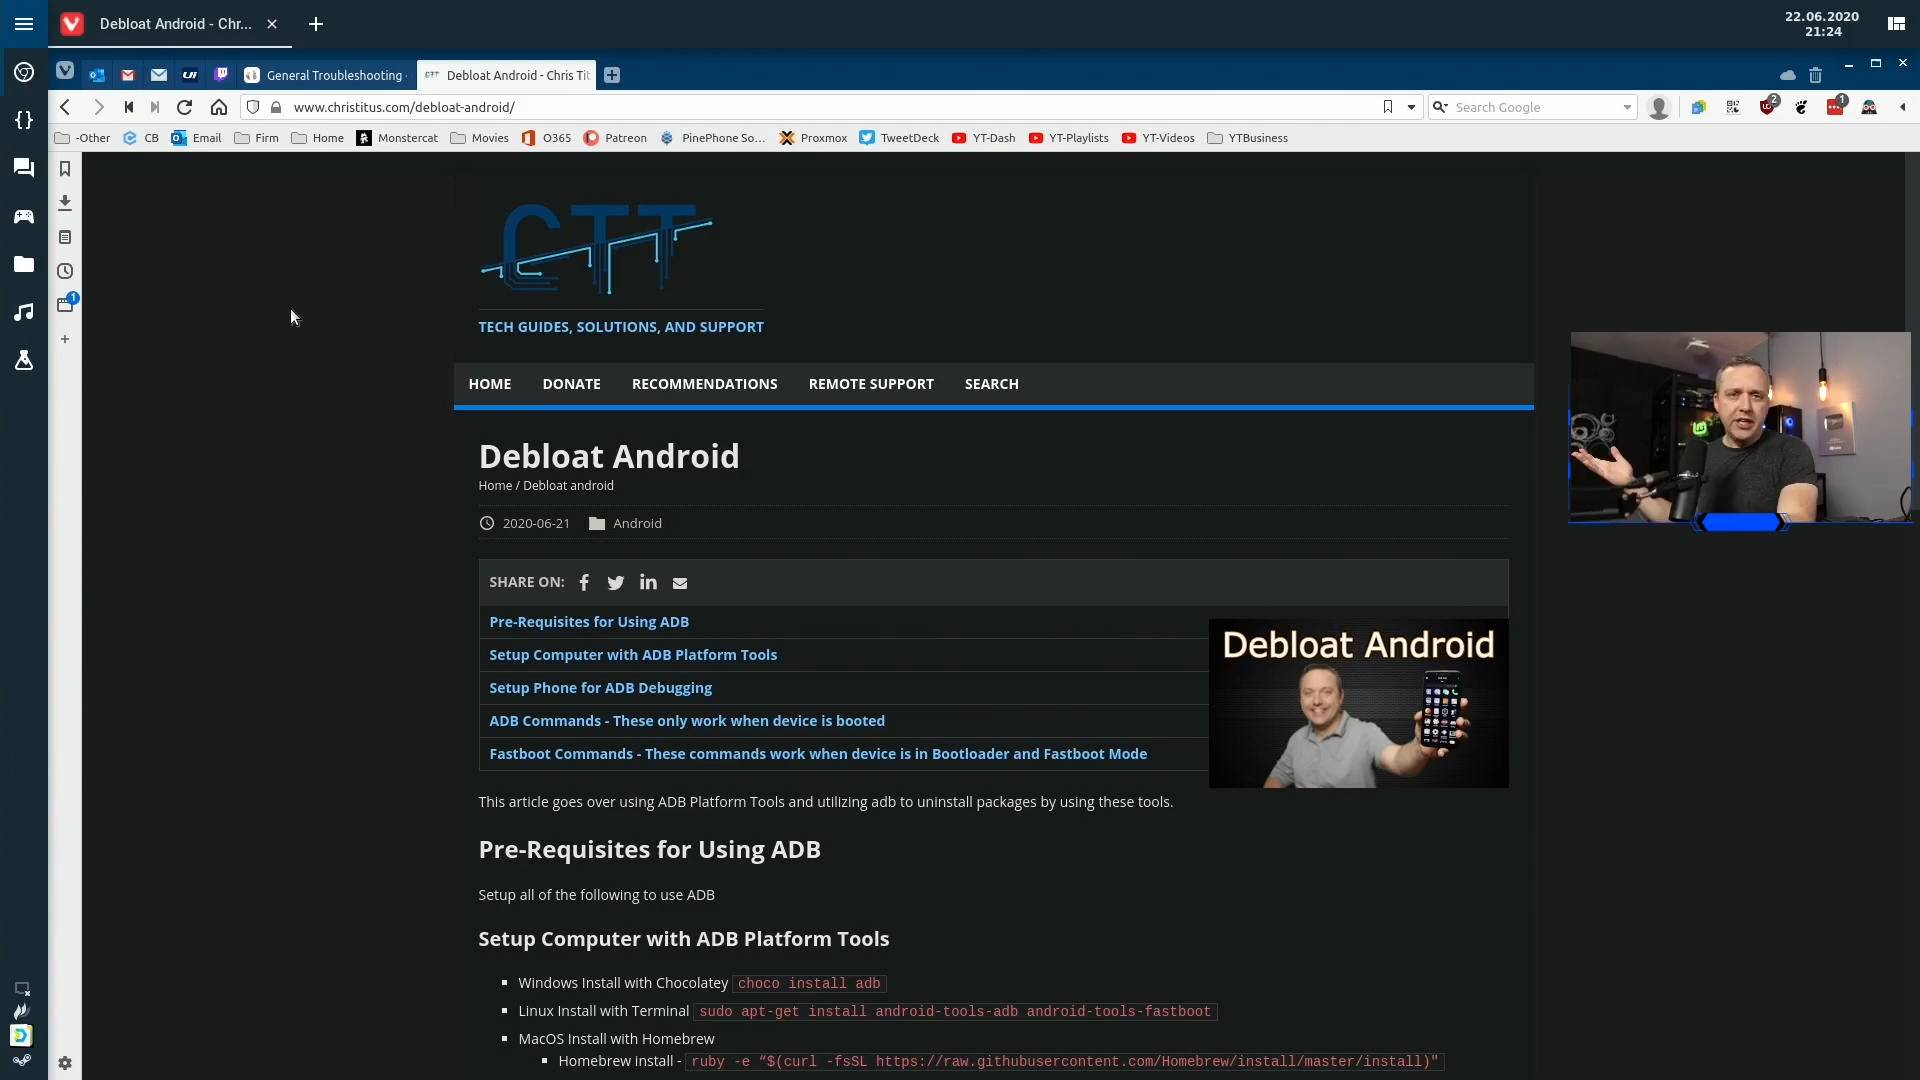 Debloat Android - Chr...
22.06.2020
21:24
General Troubleshooting
Debloat Android - Chris Tit
www.christitus.com/debloat-android/
Search Google
2
1
-Other
CB
Email
Firm
Home
Monstercat
Movies
O365
Patreon
PinePhone So...
Proxmox
TweetDeck
YT-Dash
YT-Playlists
YT-Videos
YTBusiness
1
CTT
TECH GUIDES, SOLUTIONS, AND SUPPORT
HOME DONATE RECOMMENDATIONS REMOTE SUPPORT SEARCH
Debloat Android
Home / Debloat android
2020-06-21 Android
SHARE ON:
Pre-Requisites for Using ADB
Setup Computer with ADB Platform Tools
Setup Phone for ADB Debugging
ADB Commands - These only work when device is booted
Fastboot Commands - These commands work when device is in Bootloader and Fastboot Mode
Debloat Android
This article goes over using ADB Platform Tools and utilizing adb to uninstall packages by using these tools.
Pre-Requisites for Using ADB
Setup all of the following to use ADB
Setup Computer with ADB Platform Tools
Windows Install with Chocolatey choco install adb
Linux Install with Terminal sudo apt-get install android-tools-adb android-tools-fastboot
MacOS Install with Homebrew
Homebrew install - ruby -e “$(curl -fsSL https://raw.githubusercontent.com/Homebrew/install/master/install)"